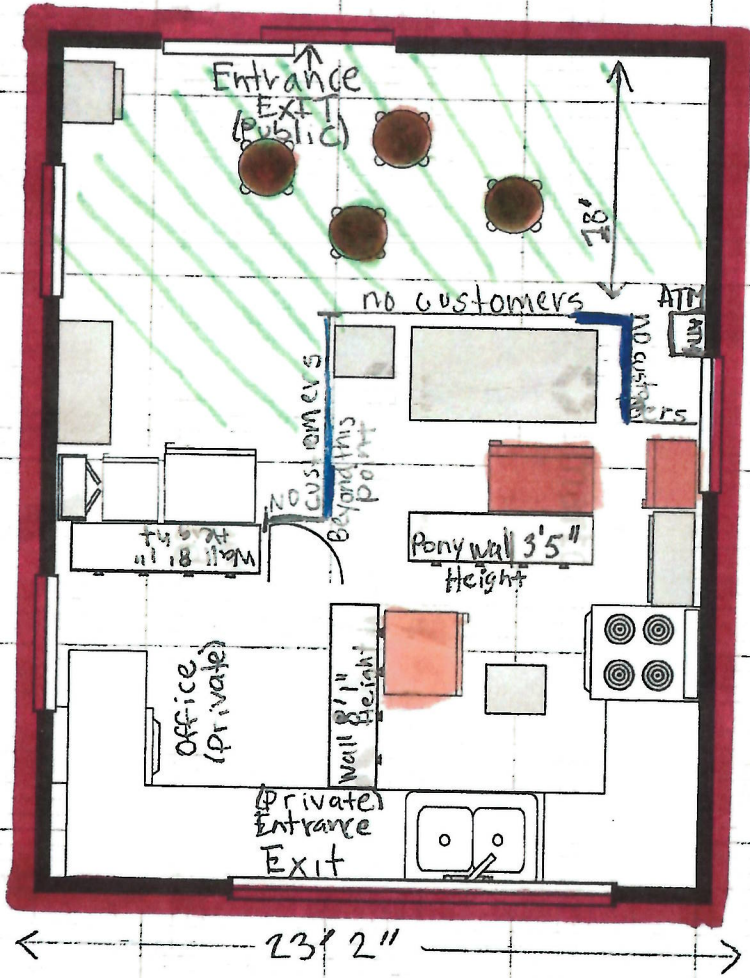 Entrance
EXIT
(Public)
18'
no customers
ATM
NO customers
NO customers
Beyond this
point
Wall 8'1"
Height
Pony wall 3'5"
Height
Office
(Private)
Wall 8'1"
Height
(Private)
Entrance
Exit
23' 2"